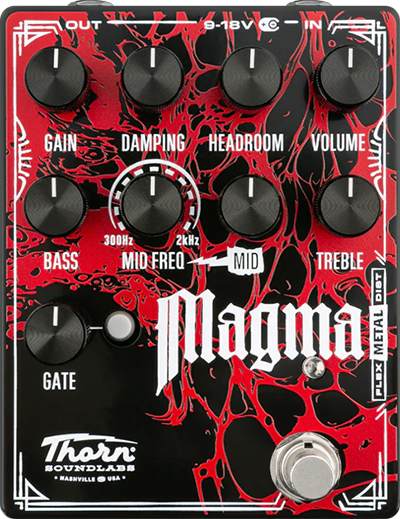 OUT 9-18V IN
GAIN DAMPING HEADROOM VOLUME
300Hz 2kHz
BASS MID FREQ MID TREBLE
Magma
FLEX METAL DIST
GATE
Thorn
SOUNDLABS
NASHVILLE USA